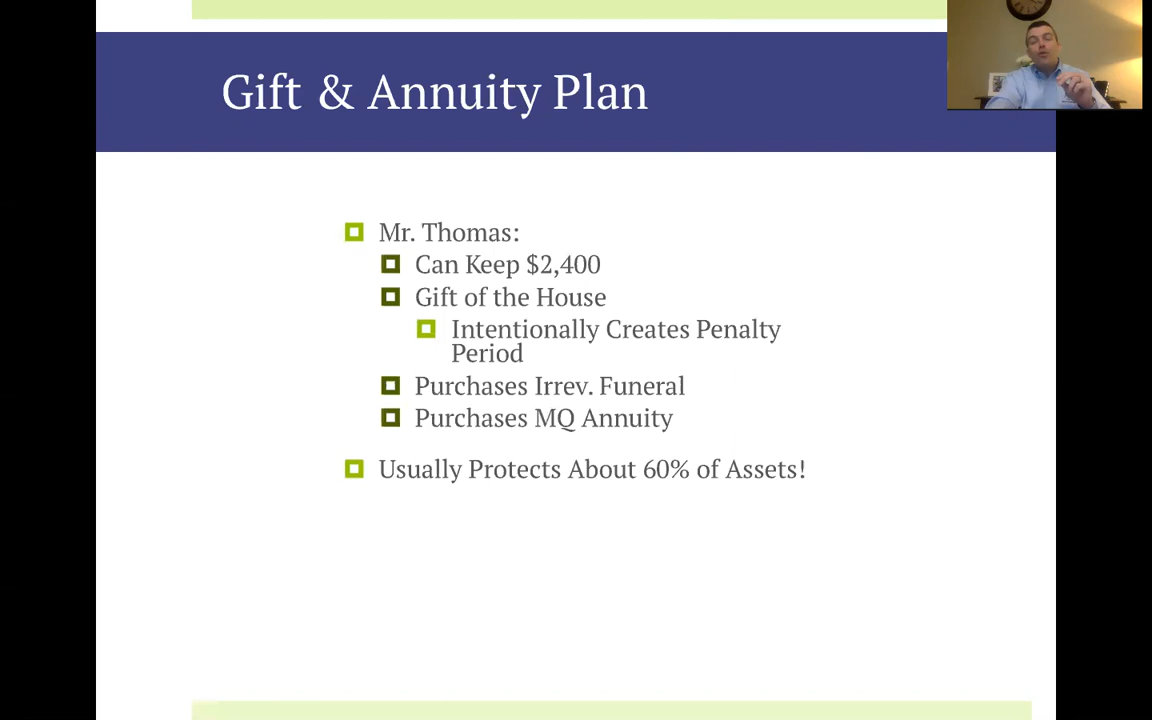 Gift & Annuity Plan
Mr. Thomas:
Can Keep $2,400
Gift of the House
Intentionally Creates Penalty
Period
Purchases Irrev. Funeral
Purchases MQ Annuity
Usually Protects About 60% of Assets!